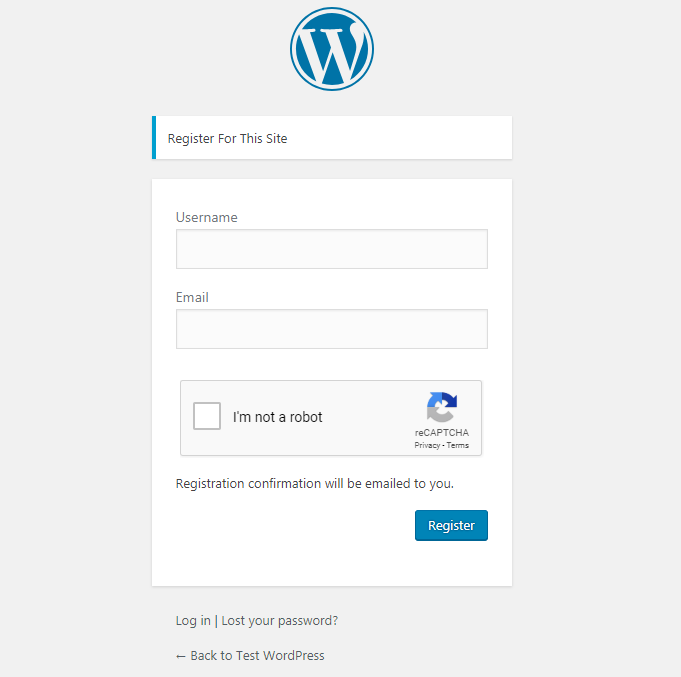 Register For This Site
Username
Email
I'm not a robot
reCAPTCHA
Privacy - Terms
Registration confirmation will be emailed to you.
Register
Log in | Lost your password?
← Back to Test WordPress